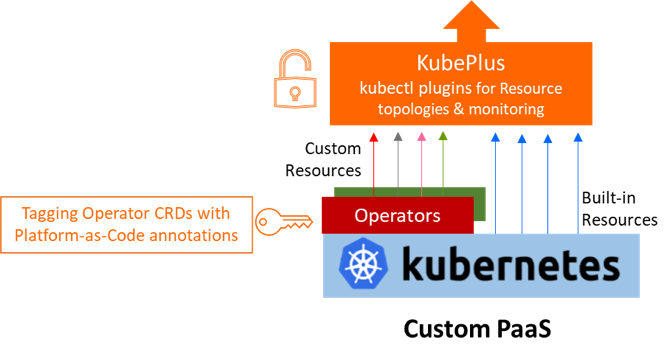 KubePlus
kubectl plugins for Resource
topologies & monitoring
Custom
Resources
Tagging Operator CRDs with
Platform-as-Code annotations
Operators
Built-in
Resources
kubernetes
Custom PaaS